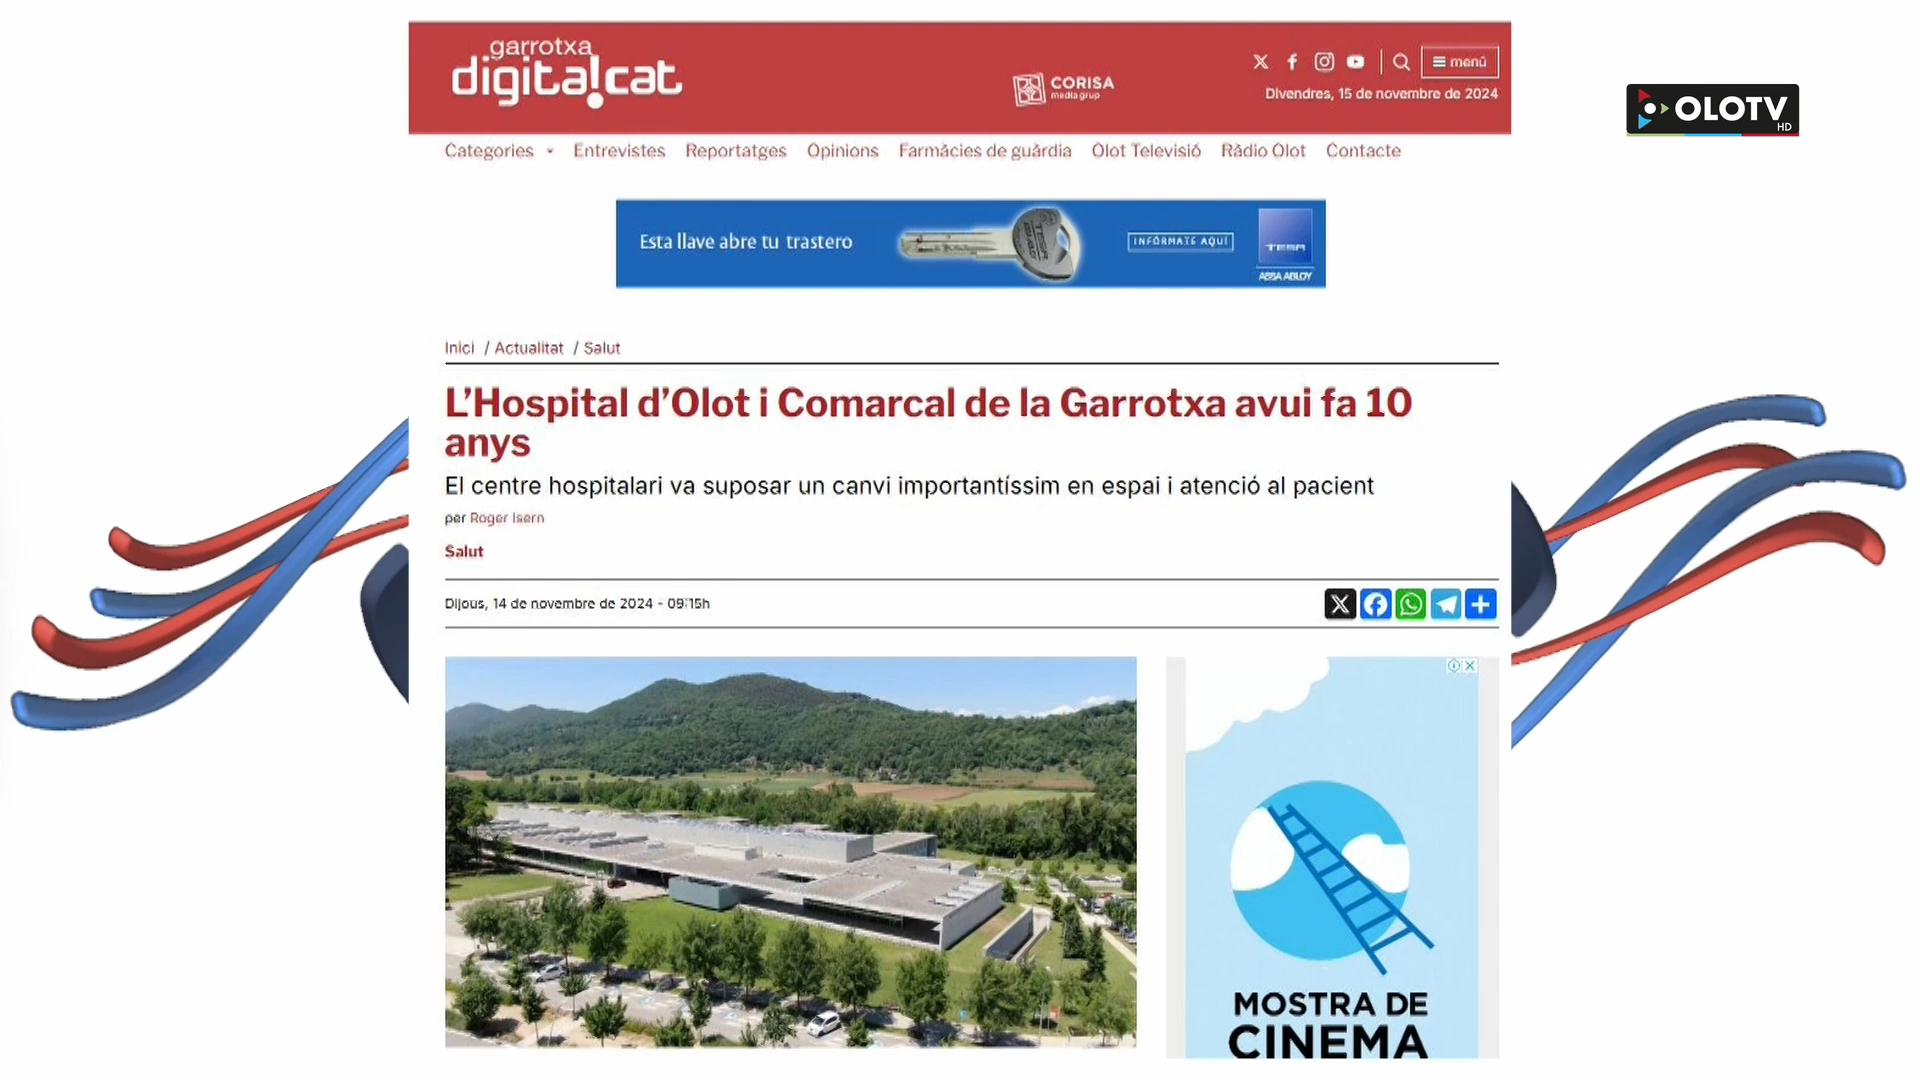 garrotxa
digital.cat
CORISA
media grup
menú
Divendres, 15 de novembre de 2024
OLOTV
HD
Categories Entrevistes Reportatges Opinions Farmàcies de guàrdia Olot Televisió Ràdio Olot Contacte
Esta llave abre tu trastero
INFÓRMATE AQUÍ
TESA
ASSA ABLOY
Inici / Actualitat / Salut
L'Hospital d'Olot i Comarcal de la Garrotxa avui fa 10
anys
El centre hospitalari va suposar un canvi importantíssim en espai i atenció al pacient
per Roger Isern
Salut
Dijous, 14 de novembre de 2024 - 09:15h
MOSTRA DE
CINEMA